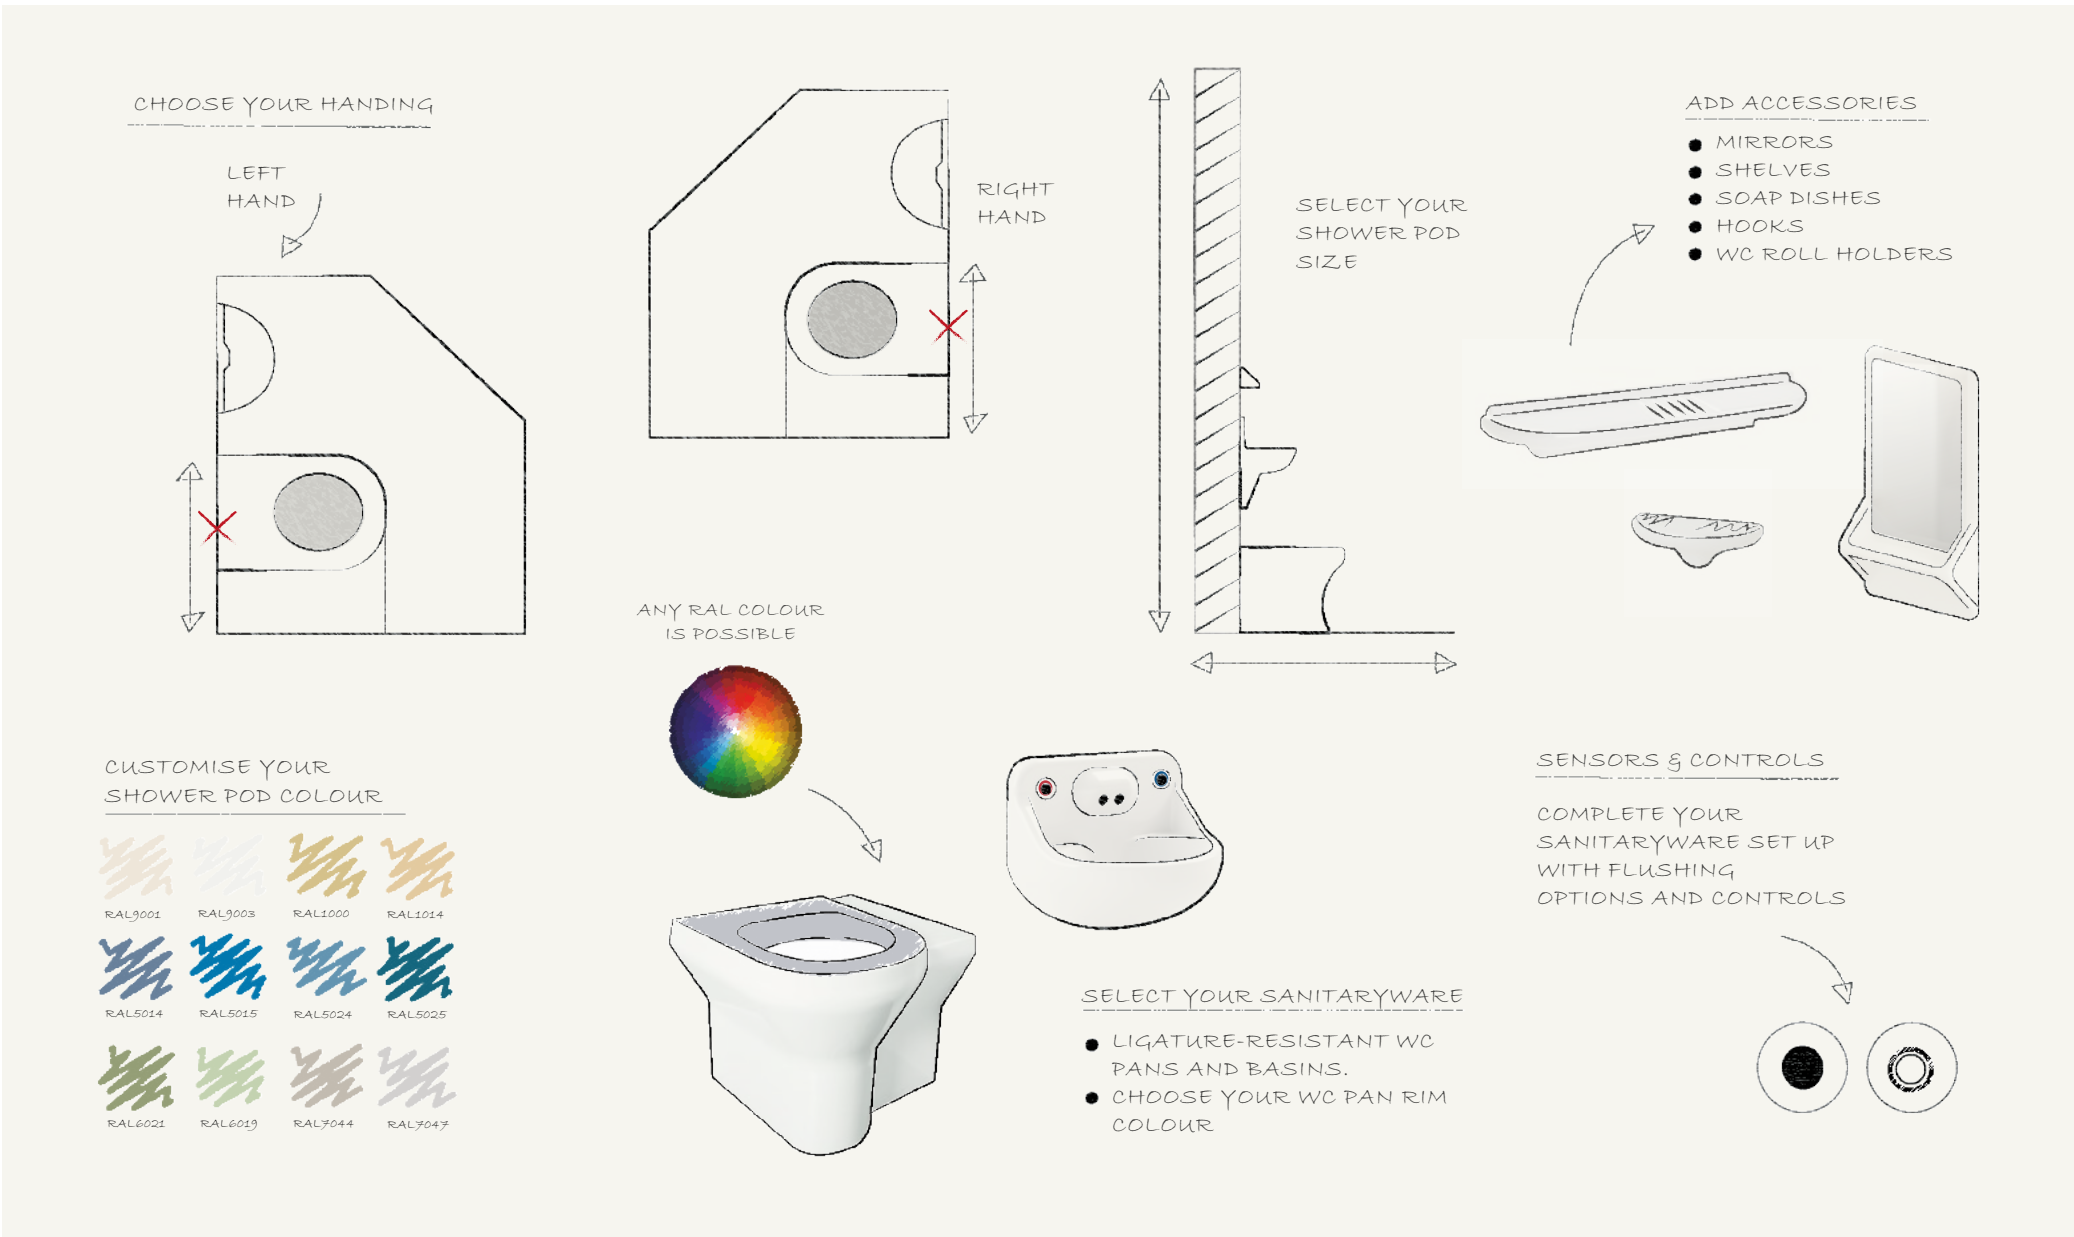 CHOOSE YOUR HANDING
LEFT
HAND
RIGHT
HAND
SELECT YOUR
SHOWER POD
SIZE
ADD ACCESSORIES
MIRRORS
SHELVES
SOAP DISHES
HOOKS
WC ROLL HOLDERS
ANY RAL COLOUR
IS POSSIBLE
CUSTOMISE YOUR
SHOWER POD COLOUR
RAL9001 RAL9003 RAL1000 RAL1014
RAL5014 RAL5015 RAL5024 RAL5025
RAL6021 RAL6019 RAL7044 RAL7047
SELECT YOUR SANITARYWARE
LIGATURE-RESISTANT WC
PANS AND BASINS.
CHOOSE YOUR WC PAN RIM
COLOUR
SENSORS & CONTROLS
COMPLETE YOUR
SANITARYWARE SET UP
WITH FLUSHING
OPTIONS AND CONTROLS